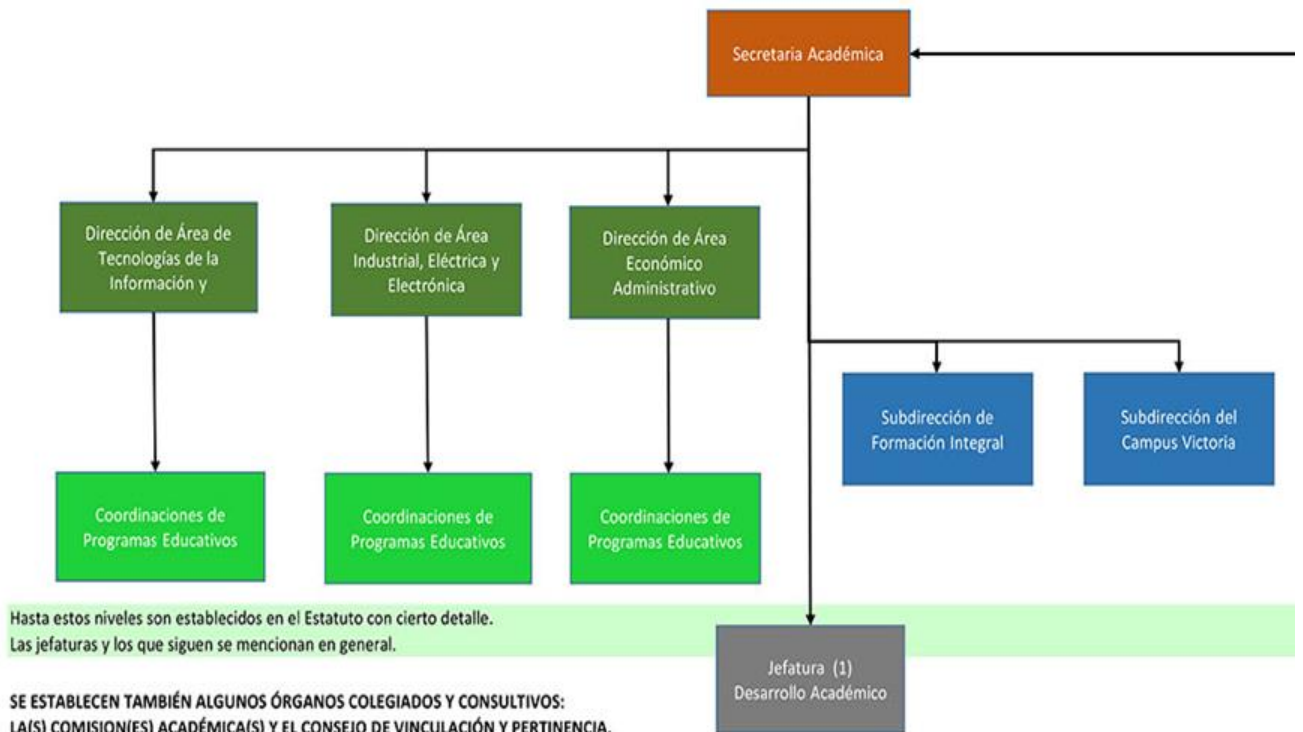 Secretaria Académica
Dirección de Área de
Tecnologías de la
Información y
Dirección de Área
Industrial, Eléctrica y
Electrónica
Dirección de Área
Económico
Administrativo
Subdirección de
Formación Integral
Subdirección del
Campus Victoria
Coordinaciones de
Programas Educativos
Coordinaciones de
Programas Educativos
Coordinaciones de
Programas Educativos
Hasta estos niveles son establecidos en el Estatuto con cierto detalle.
Las jefaturas y los que siguen se mencionan en general.
Jefatura (1)
Desarrollo Académico
SE ESTABLECEN TAMBIÉN ALGUNOS ÓRGANOS COLEGIADOS Y CONSULTIVOS:
LA(S) COMISION(ES) ACADÉMICA(S) Y EL CONSEJO DE VINCULACIÓN Y PERTINENCIA.